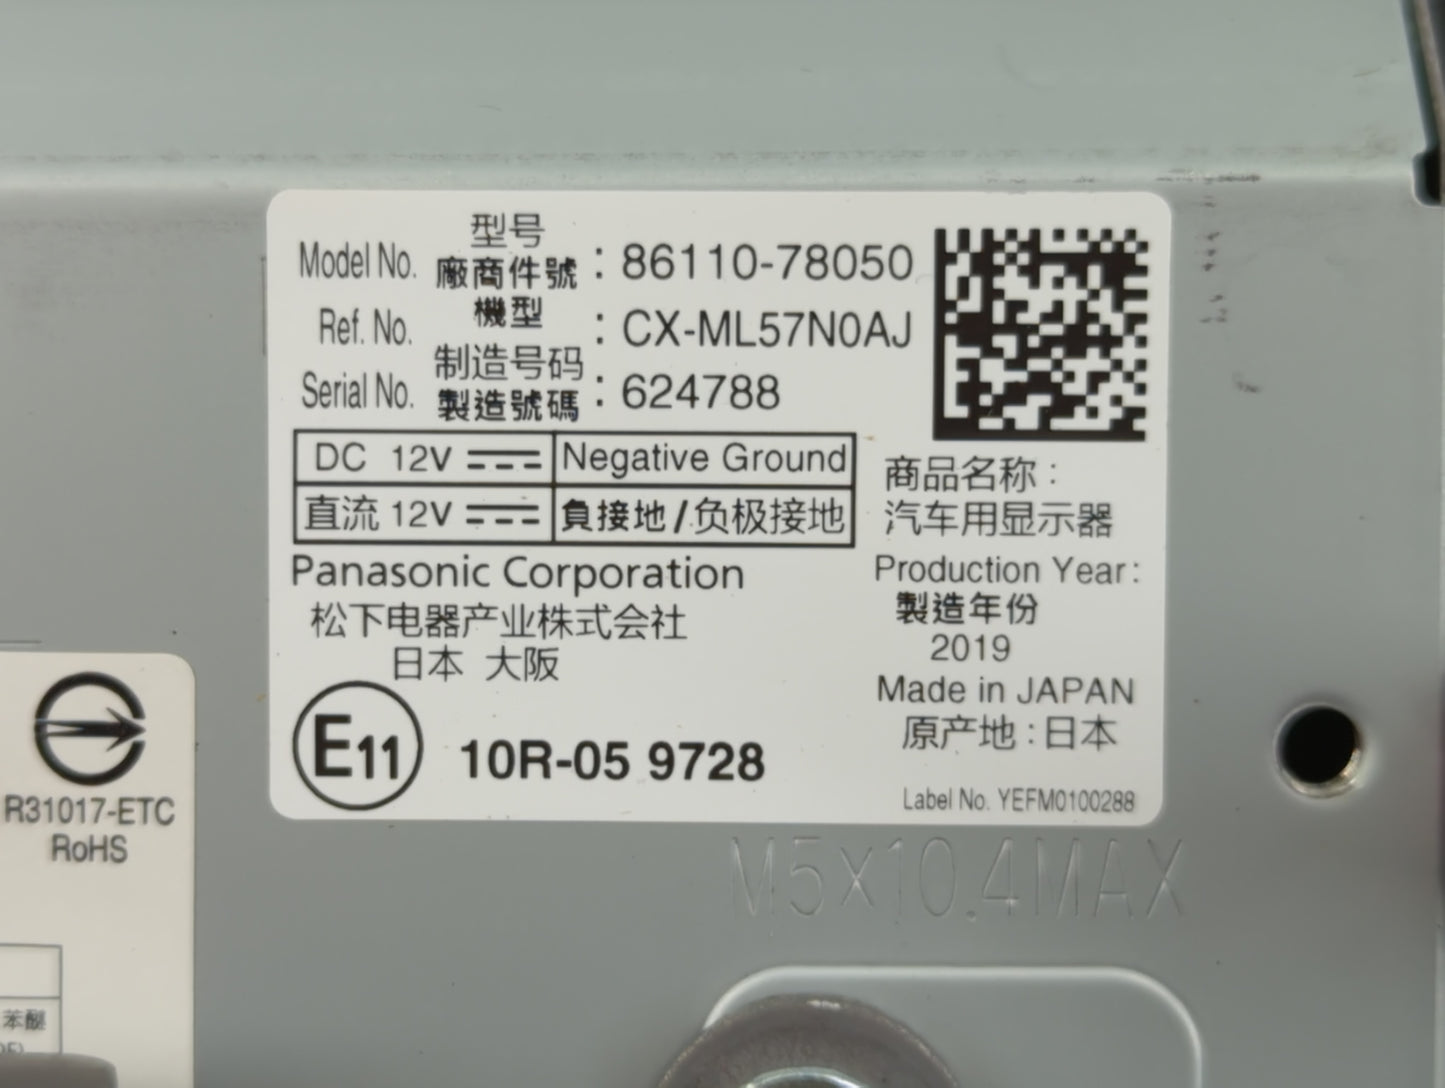 型号
Model No. 廠商件號 : 86110-78050
機型
Ref. No. : CX-ML57N0AJ
制造号码
Serial No. 製造號碼 : 624788
DC 12V Negative Ground
直流 12V 負接地/负极接地
Panasonic Corporation
松下电器产业株式会社
日本 大阪
E11 10R-05 9728
商品名称：
汽车用显示器
Production Year:
製造年份
2019
Made in JAPAN
原产地：日本
Label No. YEFM0100288
R31017-ETC
RoHS
M5×10.4MAX
苯醚